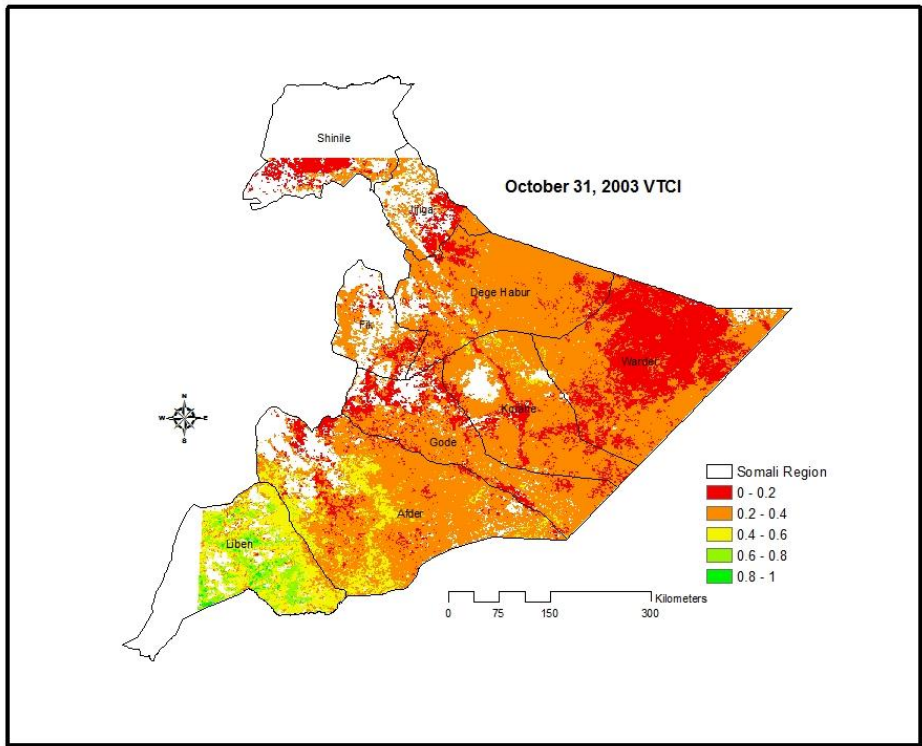 Shinile
October 31, 2003 VTCI
Jijiga
Dege Habur
Fik
Warder
Korahe
N
W E
S
Gode
Somali Region
0 - 0.2
0.2 - 0.4
0.4 - 0.6
0.6 - 0.8
0.8 - 1
Afder
Liben
Kilometers
0 75 150 300